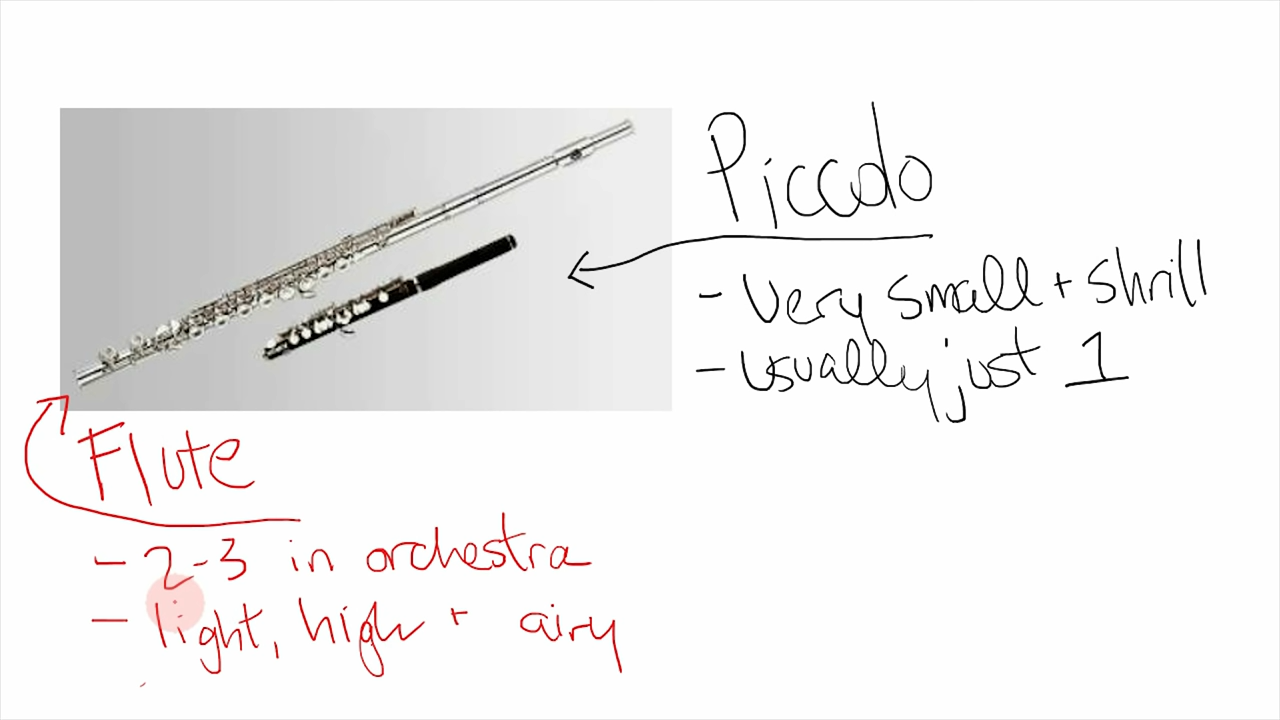 Piccolo
- very small + shrill
- usually just 1
Flute
- 2-3 in orchestra
- light, high + airy